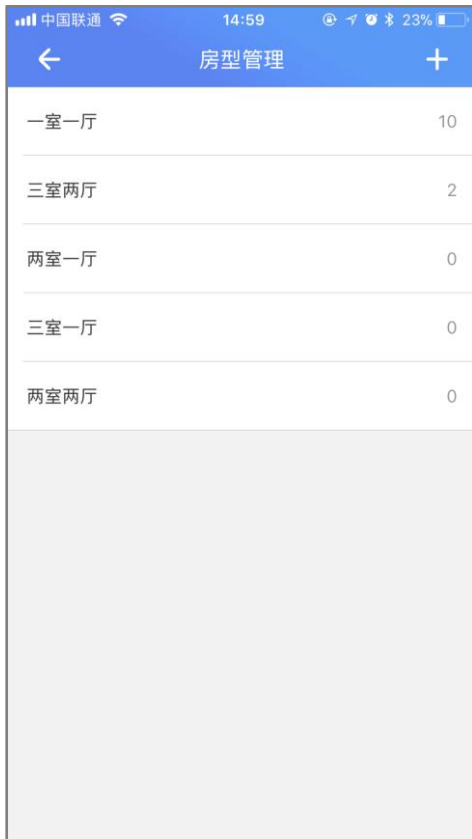 中国联通 14:59 23%
房型管理
一室一厅 10
三室两厅 2
两室一厅 0
三室一厅 0
两室两厅 0